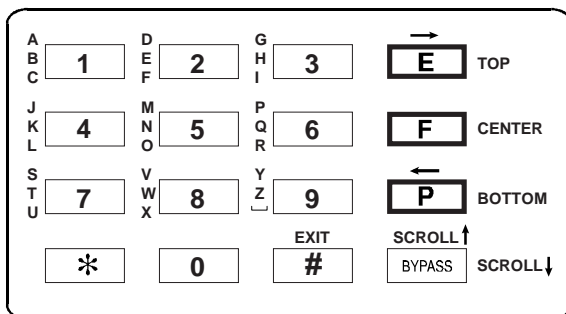 A D G →
B 1 E 2 H 3 E TOP
C F I
J M P
K 4 N 5 Q 6 F CENTER
L O R
S V Y ←
T 7 W 8 Z 9 P BOTTOM
U X ⎵
EXIT SCROLL ↑
* 0 # BYPASS SCROLL ↓